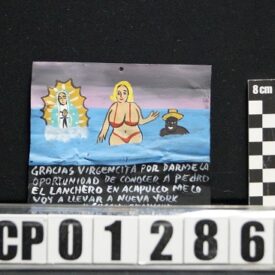 8cm
GRACIAS VIRGENCITA POR DARME LA
OPORTUNIDAD DE CONOCER A PEDRO
EL LANCHERO EN ACAPULCO ME LO
VOY A LLEVAR A NUEVA YORK
CP01286